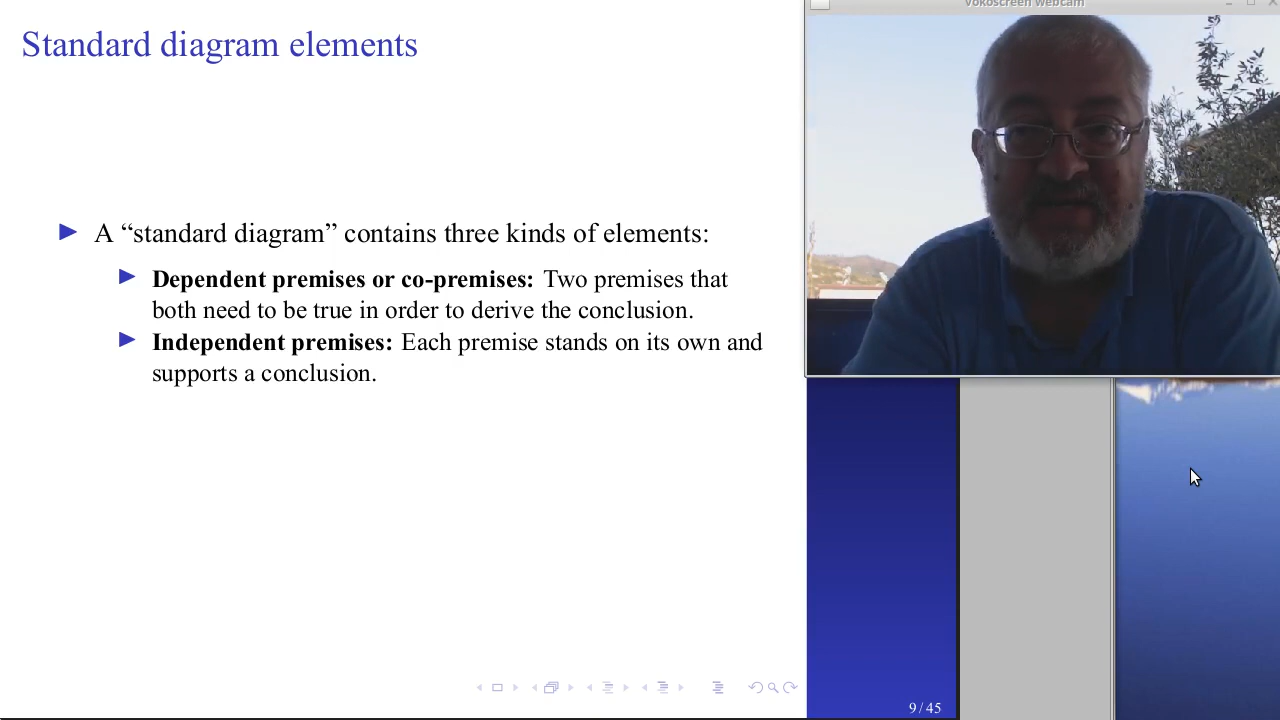 Vokoscreen webcam
Standard diagram elements
A “standard diagram” contains three kinds of elements:
Dependent premises or co-premises: Two premises that
both need to be true in order to derive the conclusion.
Independent premises: Each premise stands on its own and
supports a conclusion.
9 / 45